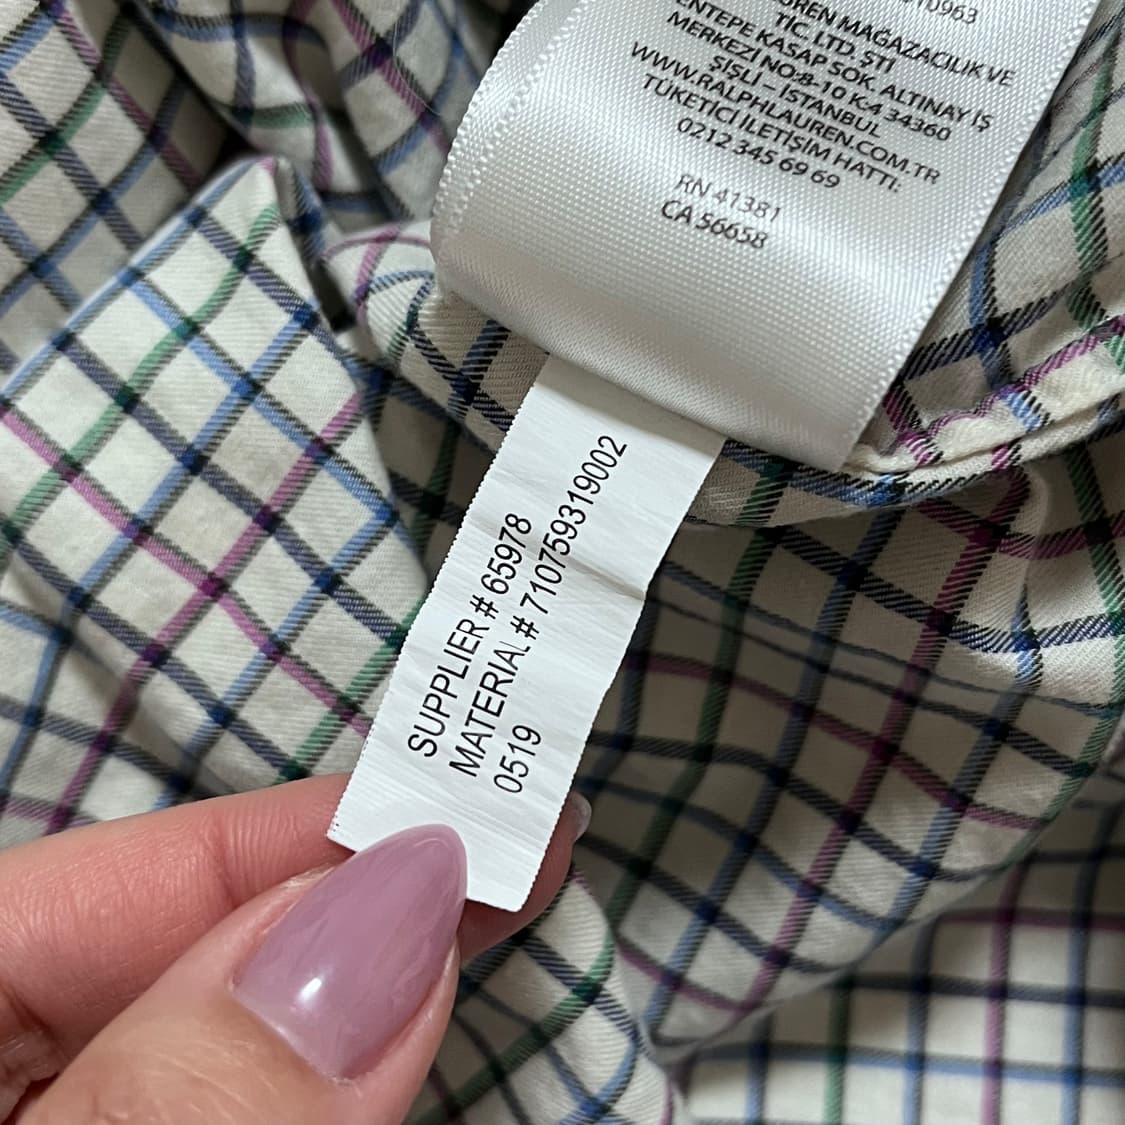 TİC. LTD. ŞTİ
MERKEZİ NO:8-10 K:4 34360
ŞİŞLİ – İSTANBUL
WWW.RALPHLAUREN.COM.TR
TÜKETİCİ İLETİŞİM HATTI:
0212 345 69 69
RN 41381
CA 56658
SUPPLIER # 65978
MATERIAL # 710759319002
0519